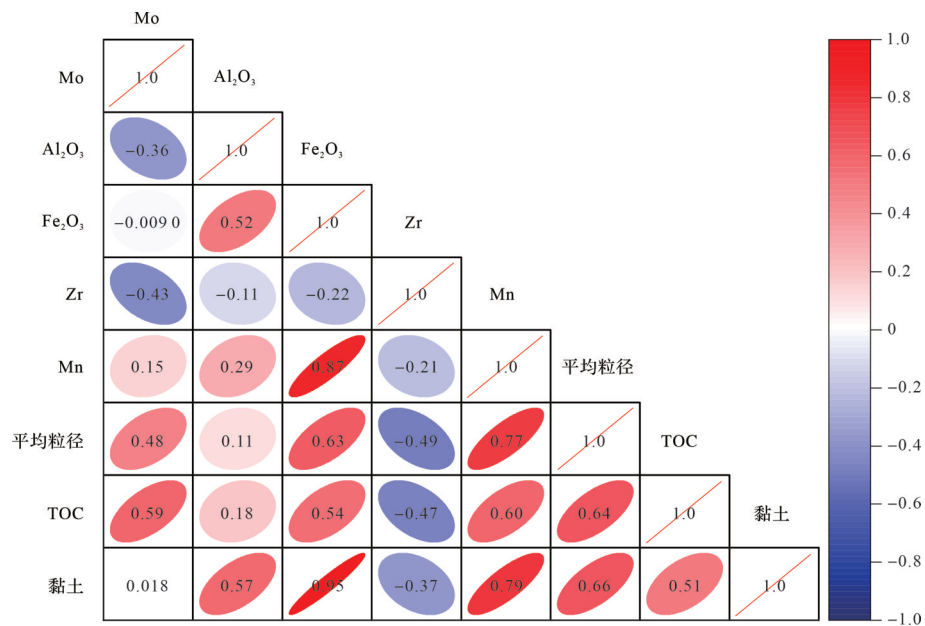 Mo
Mo 1.0 Al₂O₃
Al₂O₃ −0.36 1.0 Fe₂O₃
Fe₂O₃ −0.009 0 0.52 1.0 Zr
Zr −0.43 −0.11 −0.22 1.0 Mn
Mn 0.15 0.29 0.87 −0.21 1.0 平均粒径
平均粒径 0.48 0.11 0.63 −0.49 0.77 1.0 TOC
TOC 0.59 0.18 0.54 −0.47 0.60 0.64 1.0 黏土
黏土 0.018 0.57 0.95 −0.37 0.79 0.66 0.51 1.0
1.0
0.8
0.6
0.4
0.2
0
−0.2
−0.4
−0.6
−0.8
−1.0